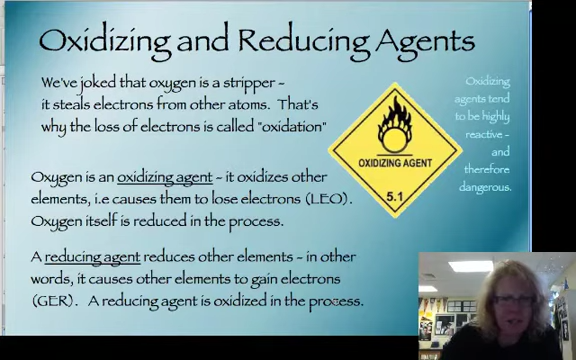 Oxidizing and Reducing Agents
We've joked that oxygen is a stripper -
it steals electrons from other atoms. That's
why the loss of electrons is called "oxidation"
Oxygen is an oxidizing agent - it oxidizes other
elements, i.e causes them to lose electrons (LEO).
Oxygen itself is reduced in the process.
A reducing agent reduces other elements - in other
words, it causes other elements to gain electrons
(GER). A reducing agent is oxidized in the process.
OXIDIZING AGENT
5.1
Oxidizing
agents tend
to be highly
reactive -
and
therefore
dangerous.